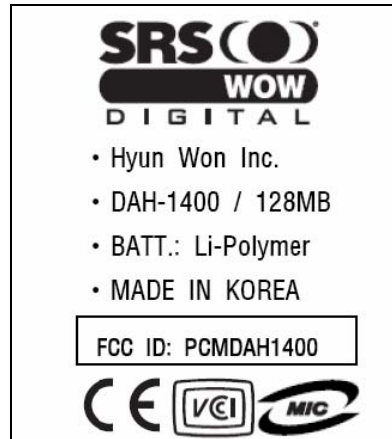 SRS(●)
WOW
DIGITAL
• Hyun Won Inc.
• DAH-1400 / 128MB
• BATT.: Li-Polymer
• MADE IN KOREA
FCC ID: PCMDAH1400
CE VCI MIC